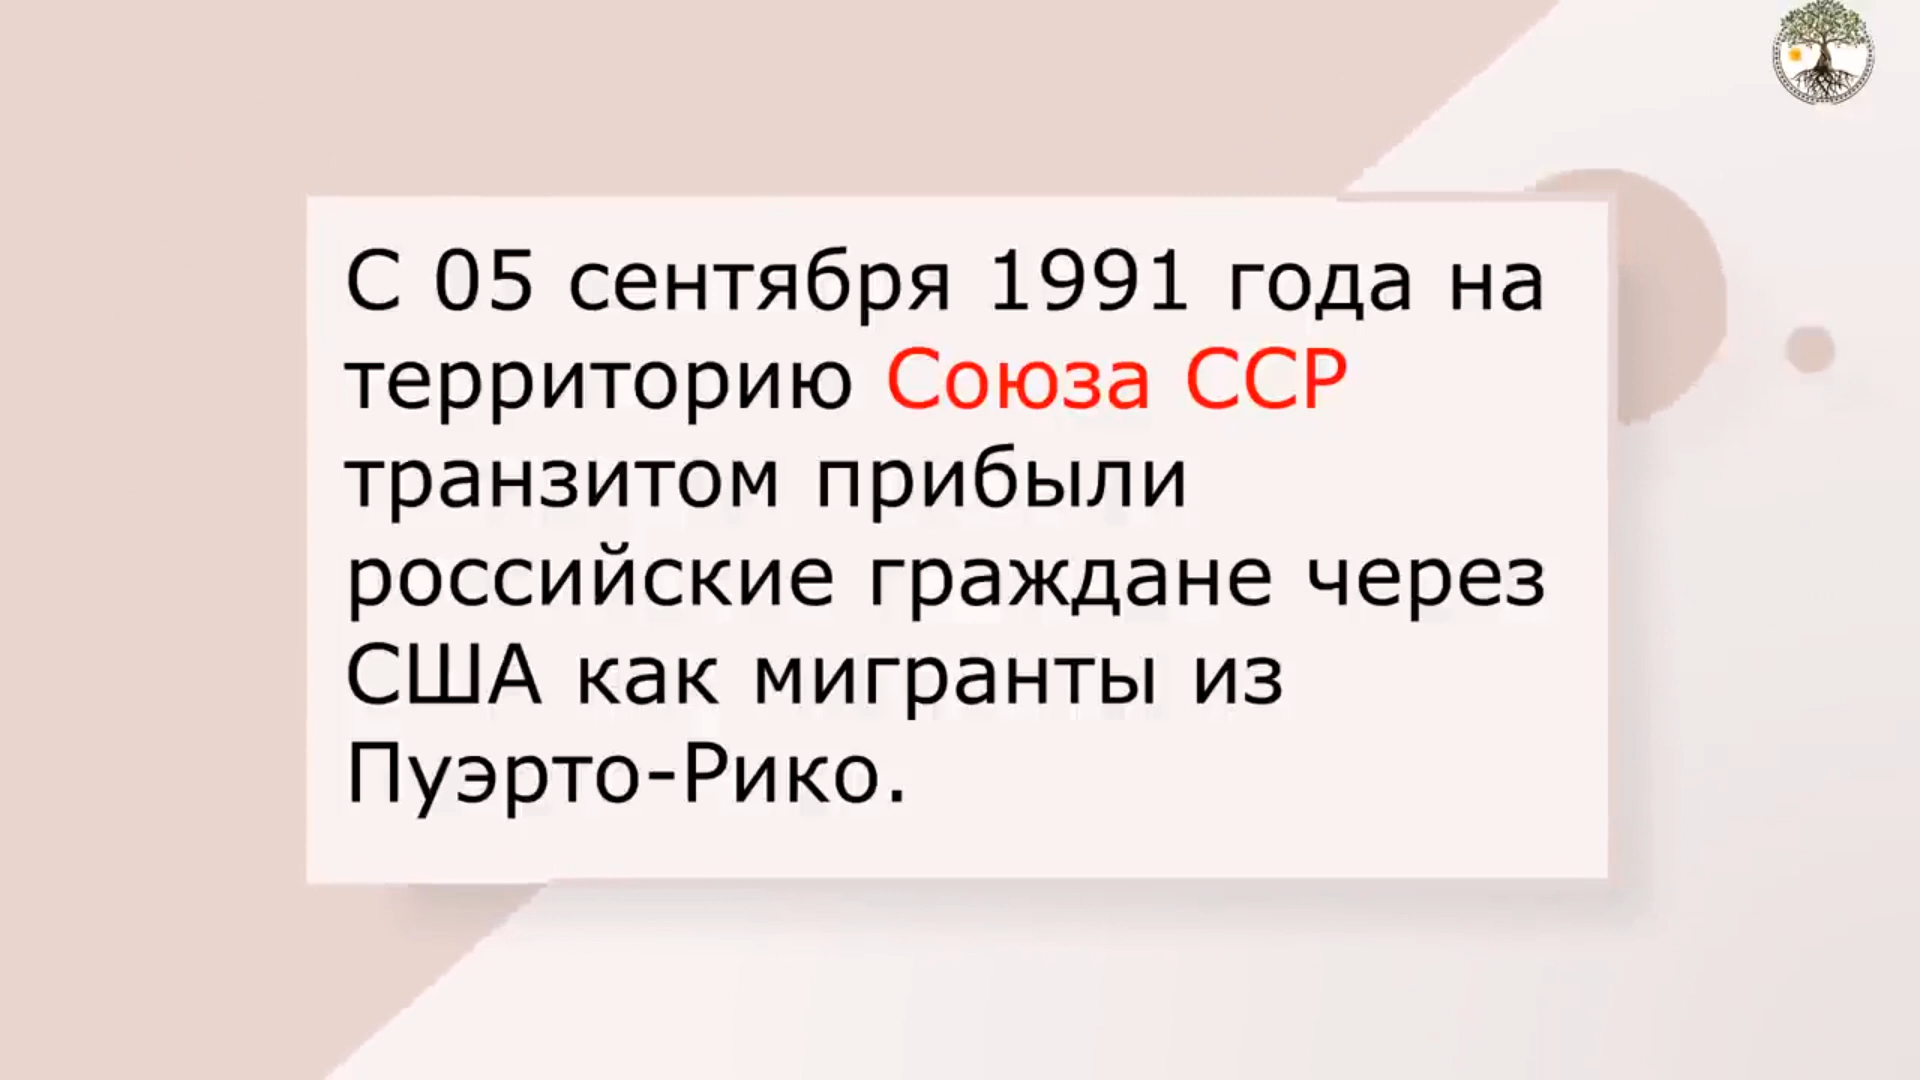 С 05 сентября 1991 года на
территорию Союза ССР
транзитом прибыли
российские граждане через
США как мигранты из
Пуэрто-Рико.